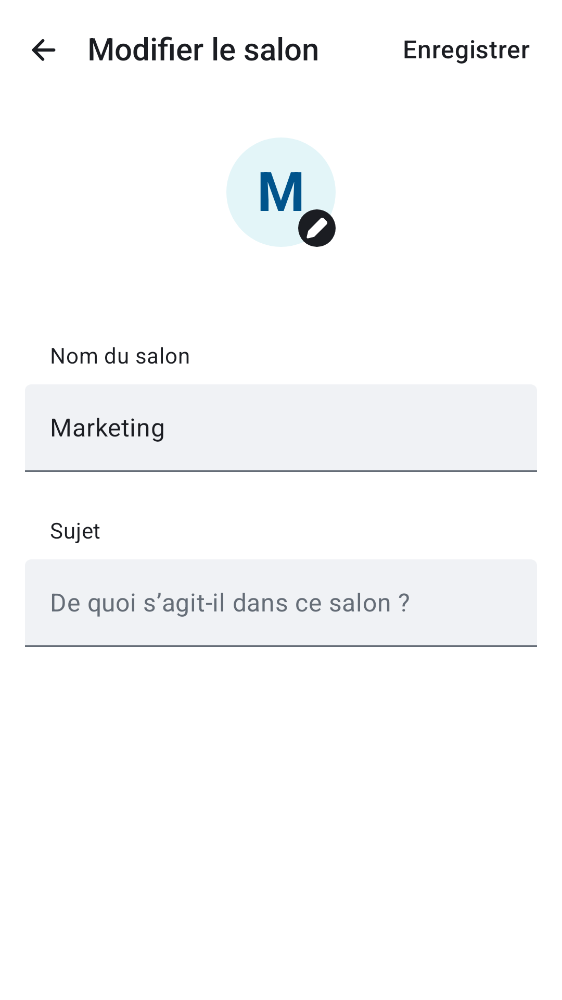 Modifier le salon
Enregistrer
M
Nom du salon
Marketing
Sujet
De quoi s’agit-il dans ce salon ?